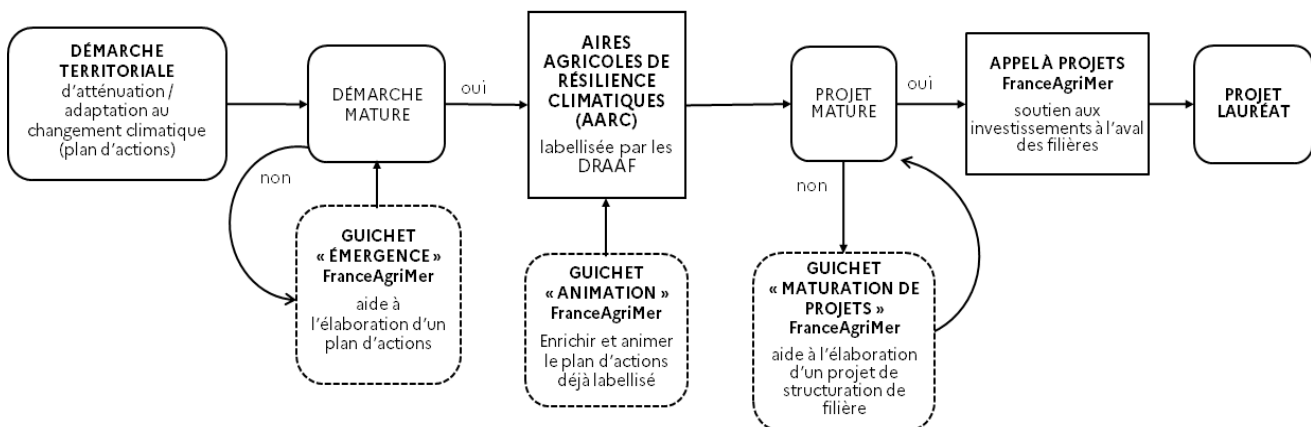 DÉMARCHE
TERRITORIALE
d'atténuation /
adaptation au
changement climatique
(plan d'actions)
DÉMARCHE
MATURE
oui
non
GUICHET
« ÉMERGENCE »
FranceAgriMer
aide à
l'élaboration d'un
plan d'actions
AIRES
AGRICOLES DE
RÉSILIENCE
CLIMATIQUES
(AARC)
labellisée par les
DRAAF
GUICHET
« ANIMATION »
FranceAgriMer
Enrichir et animer
le plan d'actions
déjà labellisé
PROJET
MATURE
oui
non
GUICHET
« MATURATION DE
PROJETS »
FranceAgriMer
aide à l'élaboration
d'un projet de
structuration de
filière
APPEL À PROJETS
FranceAgriMer
soutien aux
investissements à l'aval
des filières
PROJET
LAURÉAT